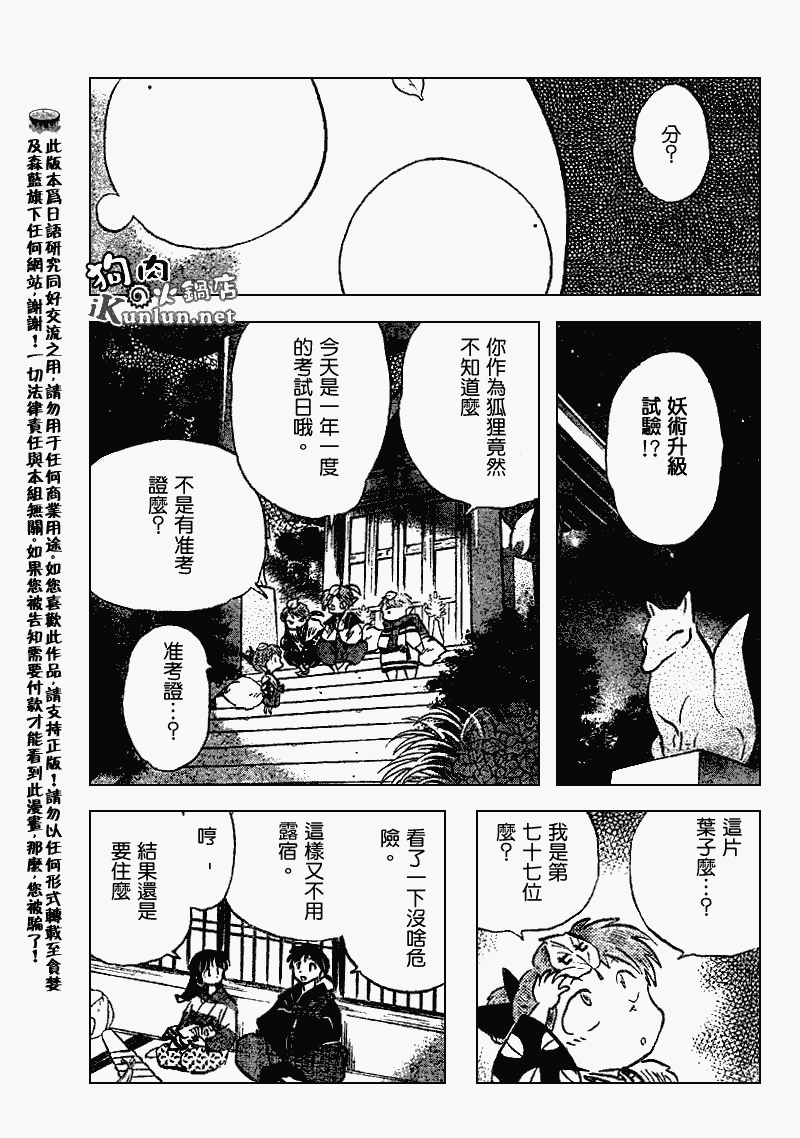 分?
妖術升級
試驗!?
你作為狐狸竟然
不知道麼
今天是一年一度
的考試日哦。
不是有准考
證麼?
准考證…?
這片
葉子麼…?
我是第
七十七位
麼?
看了一下沒啥危
險。
這樣又不用
露宿。
哼，
結果還是
要住麼
狗肉火鍋店
iKunlun.net
此版本爲日語研究同好交流之用，請勿用于任何商業用途。如您喜歡此作品，請支持正版！請勿以任何形式轉載至貪婪
及森藍旗下任何網站，謝謝！一切法律責任與本組無關。如果您被告知需要付款才能看到此漫畫，那麼，您被騙了！